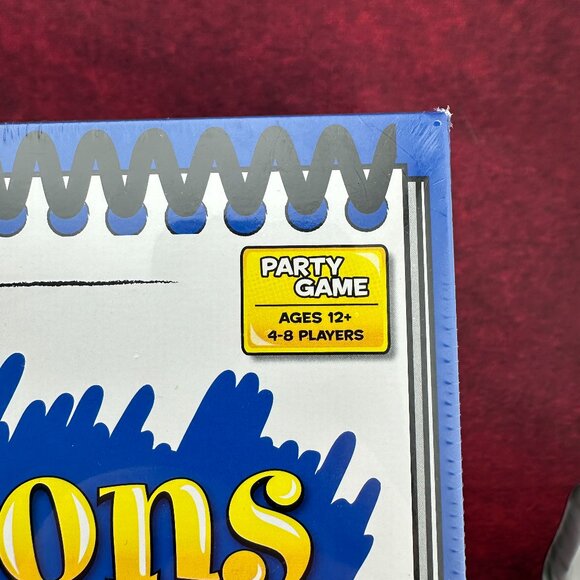 PARTY
GAME
AGES 12+
4-8 PLAYERS
ons